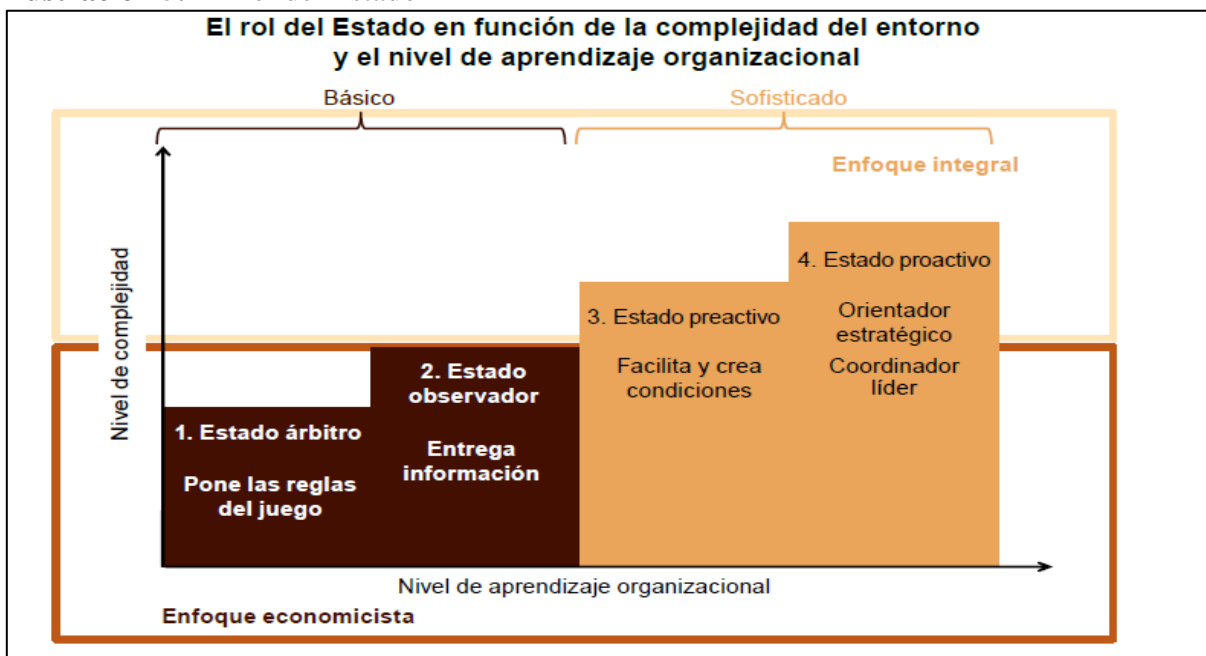 El rol del Estado en función de la complejidad del entorno
y el nivel de aprendizaje organizacional
Básico
Sofisticado
Enfoque integral
Nivel de complejidad
1. Estado árbitro
Pone las reglas
del juego
2. Estado
observador
Entrega
información
3. Estado preactivo
Facilita y crea
condiciones
4. Estado proactivo
Orientador
estratégico
Coordinador
líder
Nivel de aprendizaje organizacional
Enfoque economicista